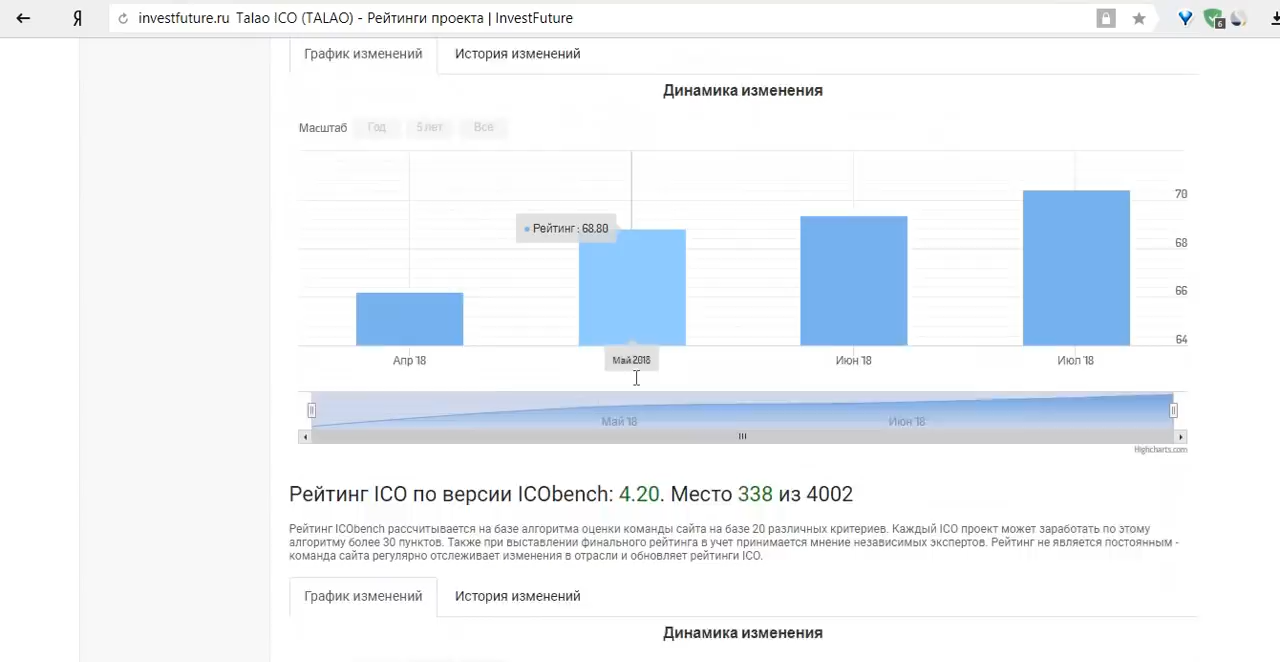 Я investfuture.ru Talao ICO (TALAO) - Рейтинги проекта | InvestFuture
6
График изменений История изменений
Динамика изменения
Масштаб Год 5 лет Все
70
Рейтинг: 68.80
68
66
64
Апр 18 Май 2018 Июн 18 Июл 18
Май 18 Июн 18
Highcharts.com
Рейтинг ICO по версии ICObench: 4.20. Место 338 из 4002
Рейтинг ICObench рассчитывается на базе алгоритма оценки команды сайта на базе 20 различных критериев. Каждый ICO проект может заработать по этому
алгоритму более 30 пунктов. Также при выставлении финального рейтинга в учет принимается мнение независимых экспертов. Рейтинг не является постоянным -
команда сайта регулярно отслеживает изменения в отрасли и обновляет рейтинги ICO.
График изменений История изменений
Динамика изменения